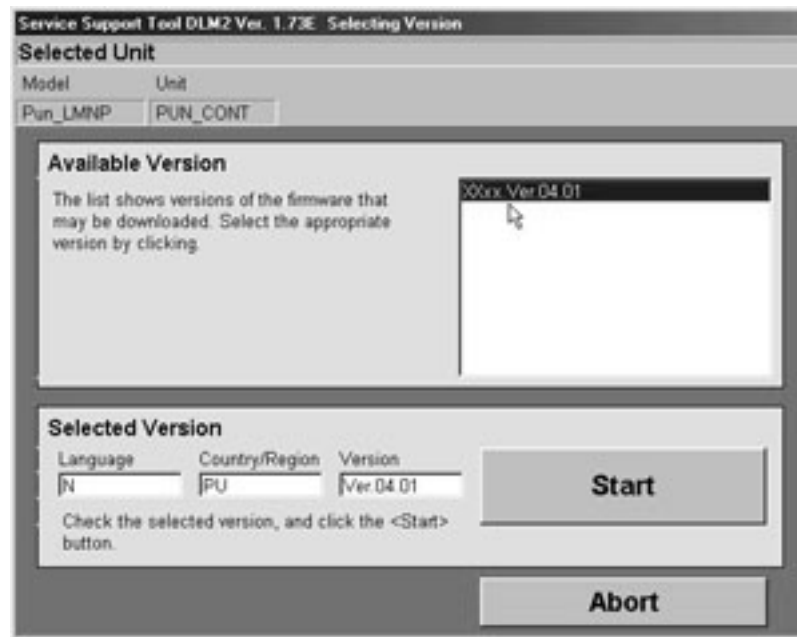 Service Support Tool DLM2 Ver. 1.73E Selecting Version
Selected Unit
Model Unit
Pun_LMNP PUN_CONT
Available Version
The list shows versions of the firmware that
may be downloaded. Select the appropriate
version by clicking.
XXxx Ver.04.01
Selected Version
Language Country/Region Version
N PU Ver.04.01
Check the selected version, and click the <Start>
button.
Start
Abort